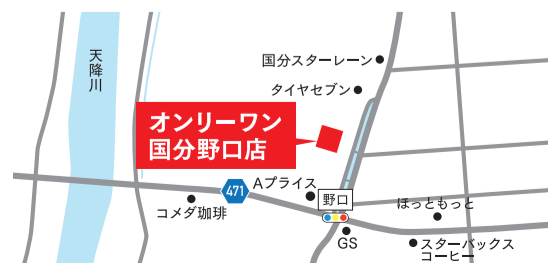 天降川
国分スターレーン
タイヤセブン
オンリーワン
国分野口店
471
Aプライス
野口
コメダ珈琲
ほっともっと
GS
スターバックス
コーヒー